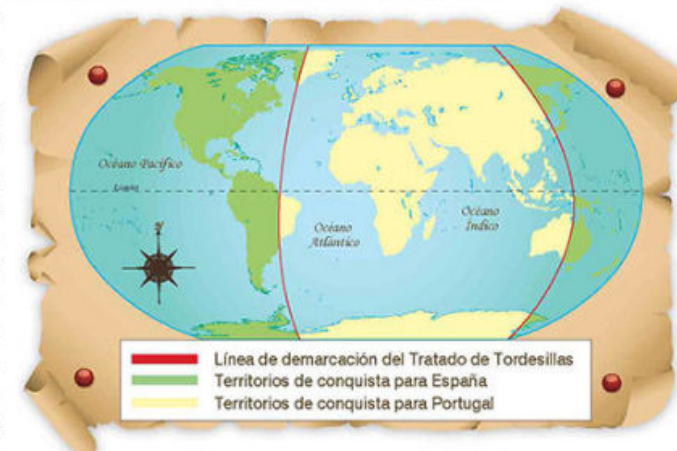 Océano Pacífico
Océano
Atlántico
Océano
Índico
Línea de demarcación del Tratado de Tordesillas
Territorios de conquista para España
Territorios de conquista para Portugal